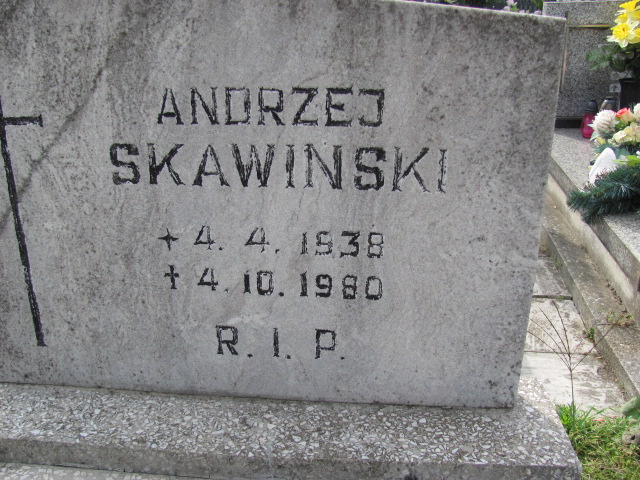 ANDRZEJ
SKAWINSKI
+ 4. 4. 1938
† 4. 10. 1980
R. I. P.